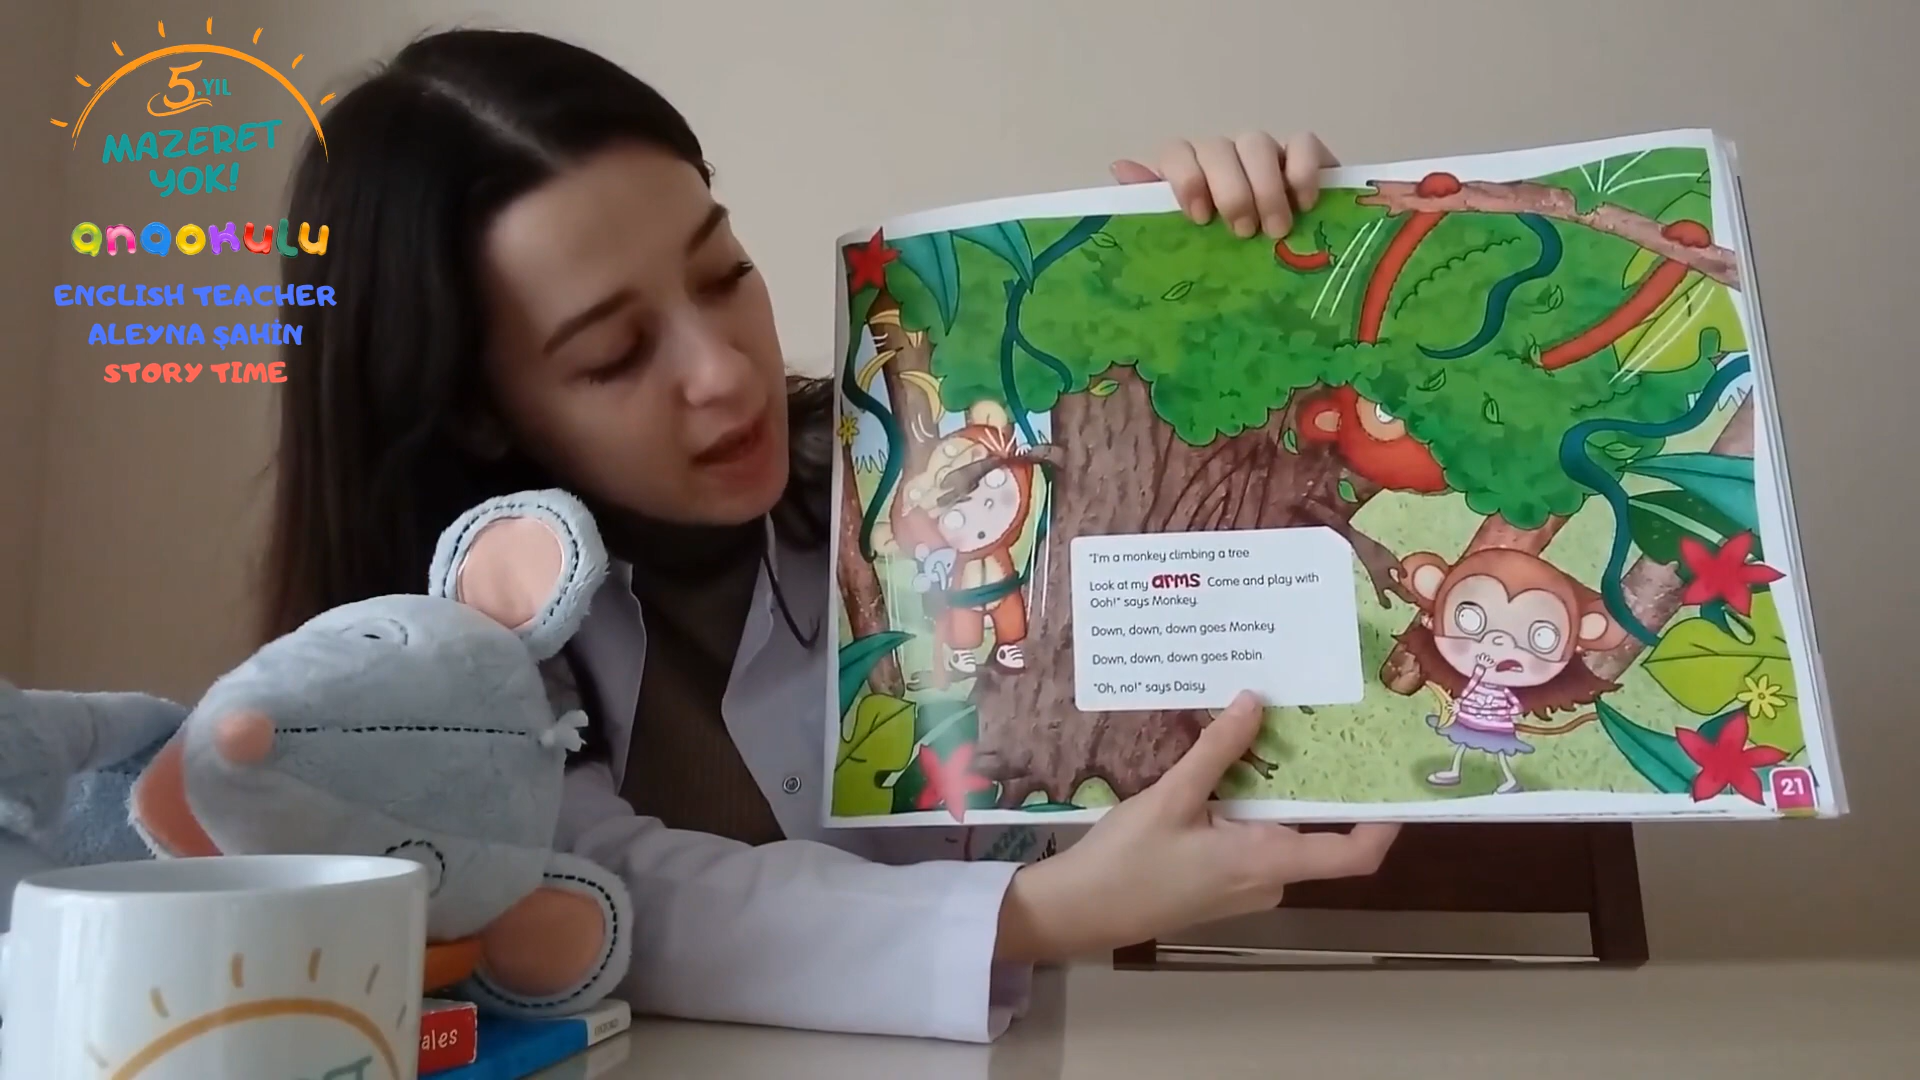 5.YIL
MAZERET
YOK!
anaokulu
ENGLISH TEACHER
ALEYNA ŞAHİN
STORY TIME
"I'm a monkey climbing a tree
Look at my arms Come and play with
Ooh!" says Monkey.
Down, down, down goes Monkey.
Down, down, down goes Robin.
"Oh, no!" says Daisy.
21
ales
OXFORD